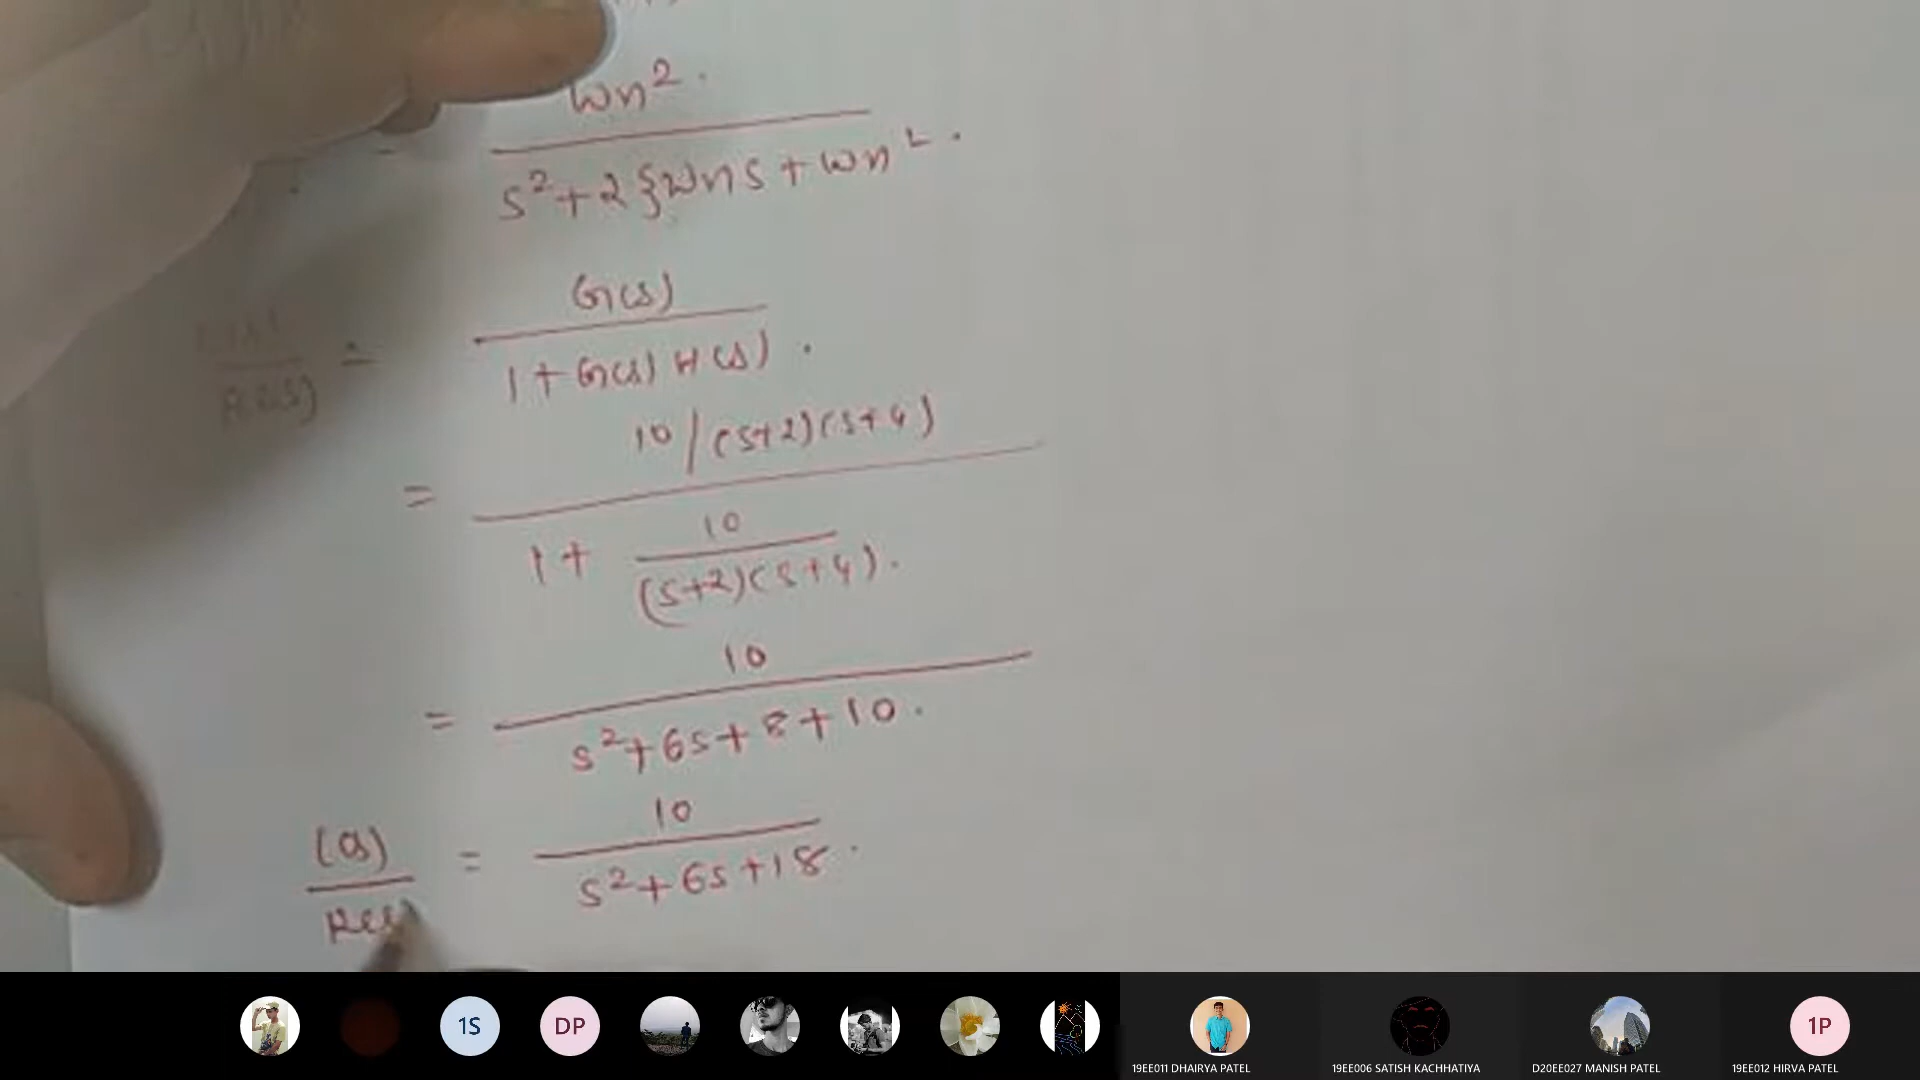 ωn².
=
s²+2ξωns+ωn².
G(s)
R(s) =
1+G(s)H(s).
10/(s+2)(s+4)
=
10
1+
(s+2)(s+4).
10
=
s²+6s+8+10.
10
C(s)
=
s²+6s+18.
R(s)
1S DP 1P
19EE011 DHAIRYA PATEL 19EE006 SATISH KACHHATIYA D20EE027 MANISH PATEL 19EE012 HIRVA PATEL